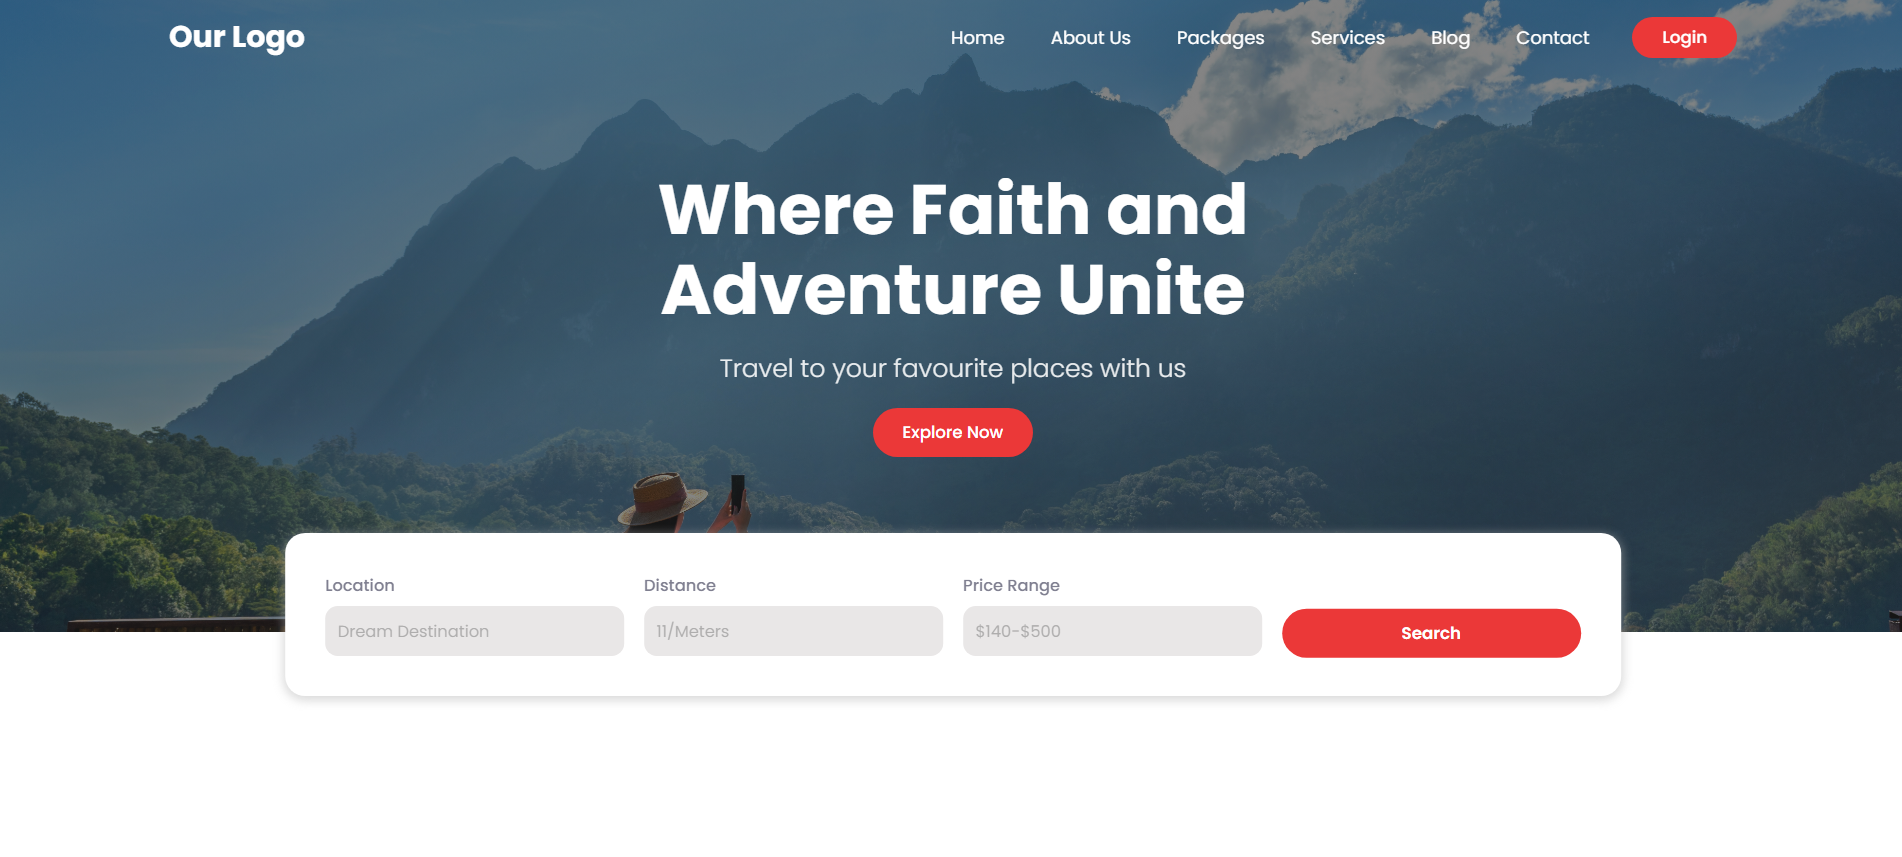 Our Logo
Home About Us Packages Services Blog Contact Login
Where Faith and
Adventure Unite
Travel to your favourite places with us
Explore Now
Location Distance Price Range
Dream Destination 11/Meters $140-$500 Search